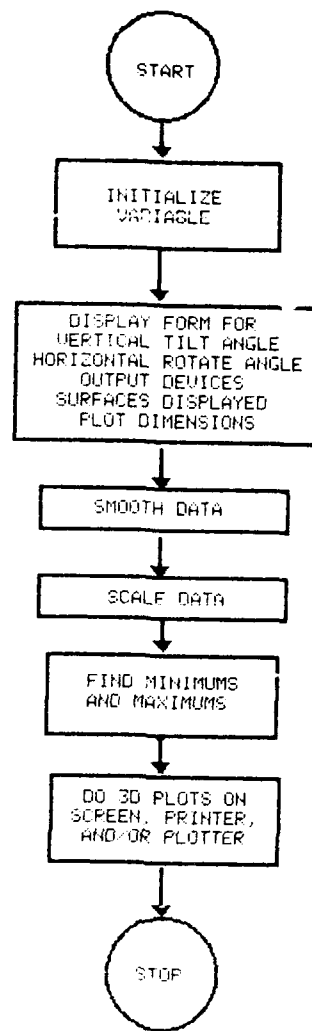 START
INITIALIZE
VARIABLE
DISPLAY FORM FOR
VERTICAL TILT ANGLE
HORIZONTAL ROTATE ANGLE
OUTPUT DEVICES
SURFACES DISPLAYED
PLOT DIMENSIONS
SMOOTH DATA
SCALE DATA
FIND MINIMUMS
AND MAXIMUMS
DO 3D PLOTS ON
SCREEN, PRINTER,
AND/OR PLOTTER
STOP